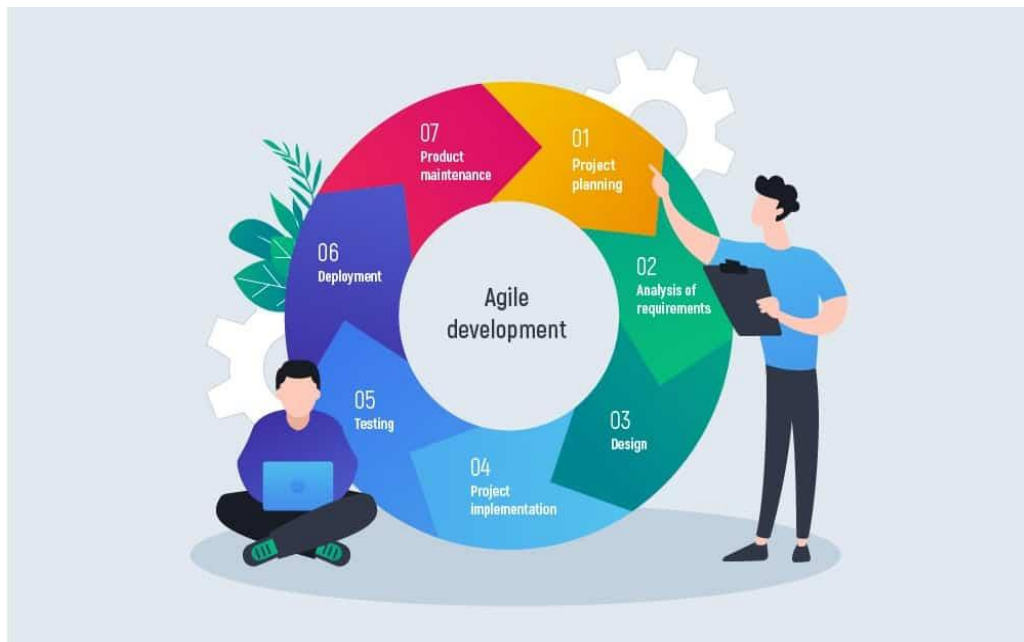 Agile
development
01
Project
planning
02
Analysis of
requirements
03
Design
04
Project
implementation
05
Testing
06
Deployment
07
Product
maintenance